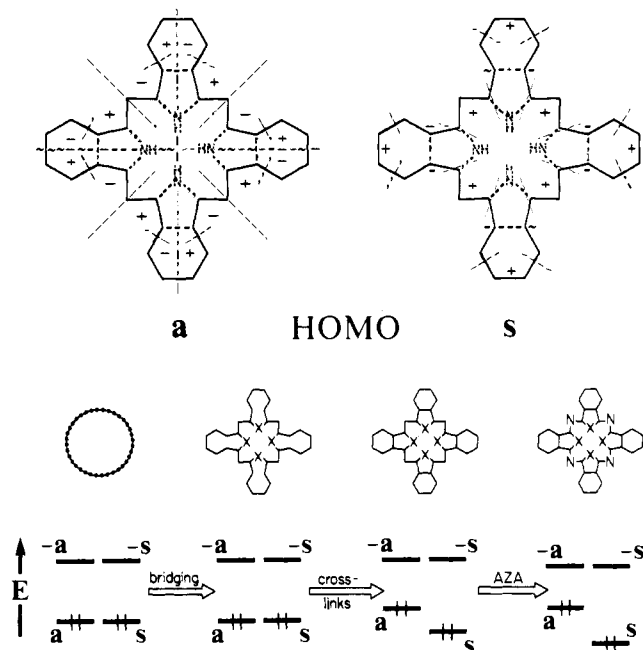 + − − +
− + + −
− + N H + −
+ − NH HN − +
− + H N − +
+ − − +
− + + −
+
− −
+ N H +
+ − NH HN − +
+ H N +
− −
+
a HOMO s
N N
X X X X X X X X X X X X
N N
-a -s -a -s -a -s -a -s
E bridging cross-links AZA
a s a s a s a s